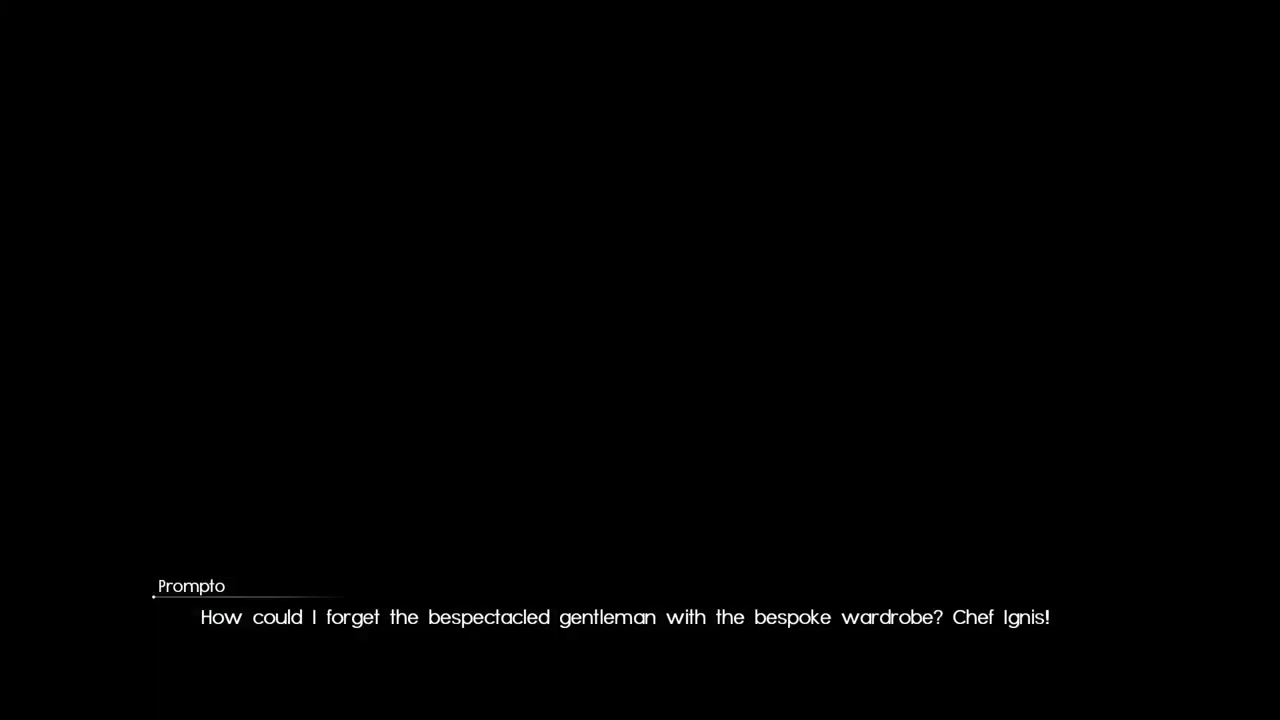 Prompto
How could I forget the bespectacled gentleman with the bespoke wardrobe? Chef Ignis!